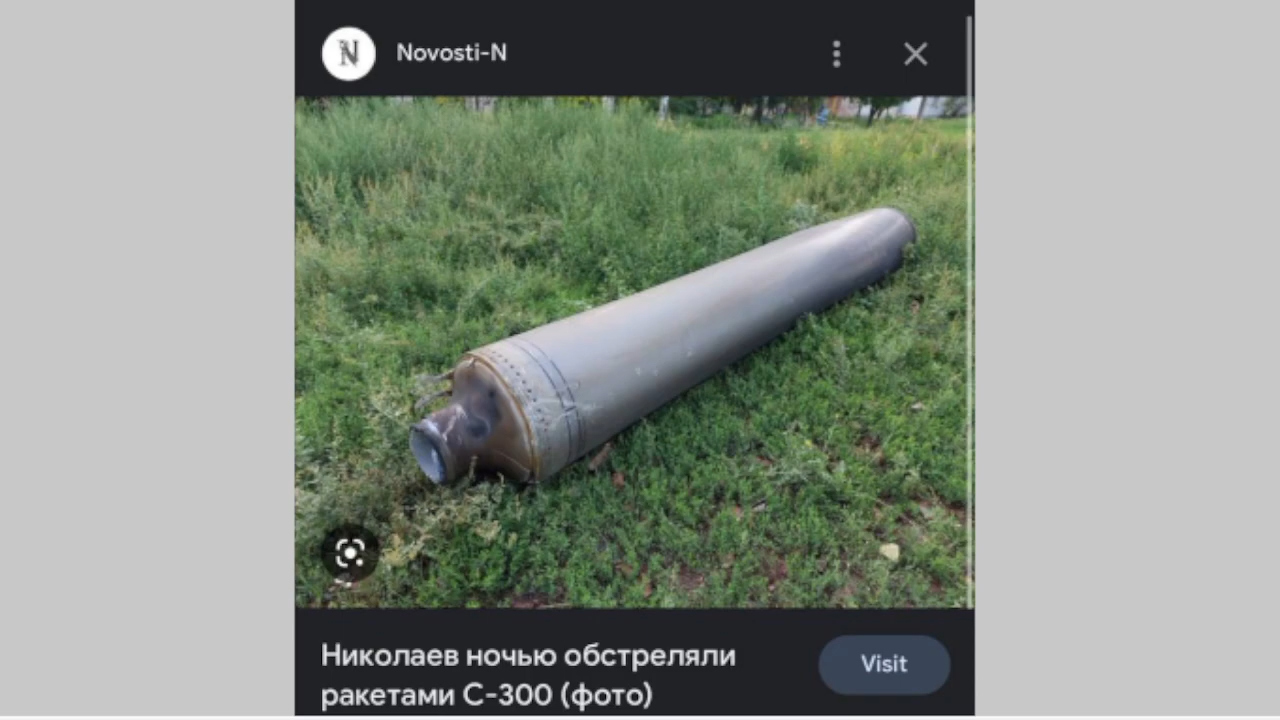 Novosti-N
Николаев ночью обстреляли
ракетами С-300 (фото)
Visit